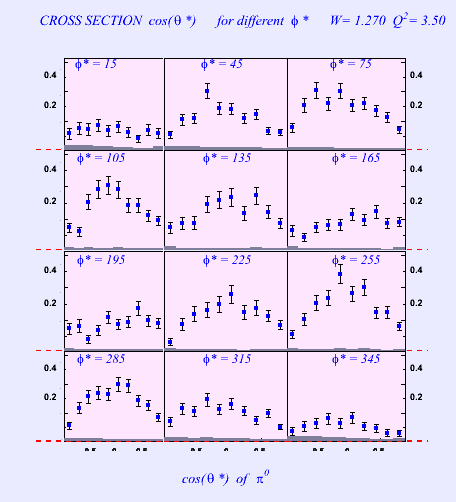 CROSS SECTION cos(θ *) for different ϕ * W= 1.270 Q²= 3.50
ϕ* = 15 ϕ* = 45 ϕ* = 75
0.4 0.4
0.2 0.2
ϕ* = 105 ϕ* = 135 ϕ* = 165
0.4 0.4
0.2 0.2
ϕ* = 195 ϕ* = 225 ϕ* = 255
0.4 0.4
0.2 0.2
ϕ* = 285 ϕ* = 315 ϕ* = 345
0.4 0.4
0.2 0.2
cos(θ *) of π⁰